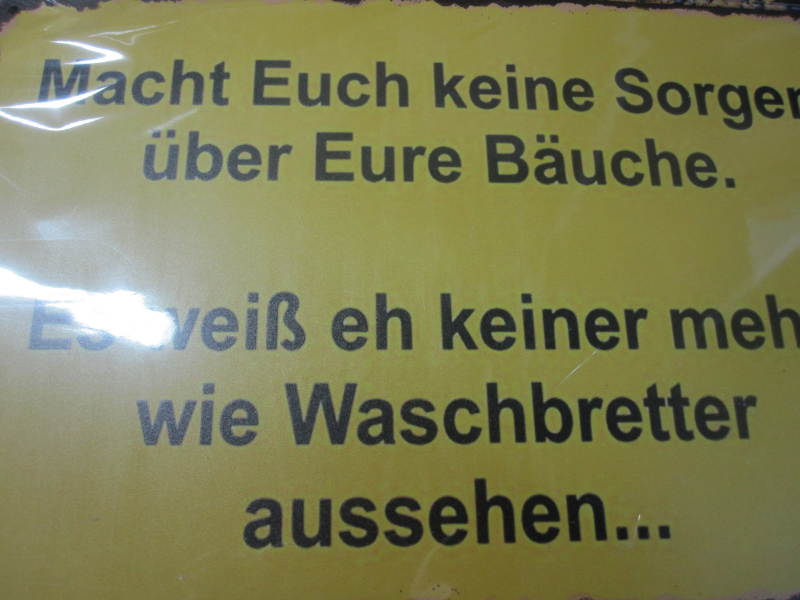 Macht Euch keine Sorgen
über Eure Bäuche.
Es weiß eh keiner meh
wie Waschbretter
aussehen...